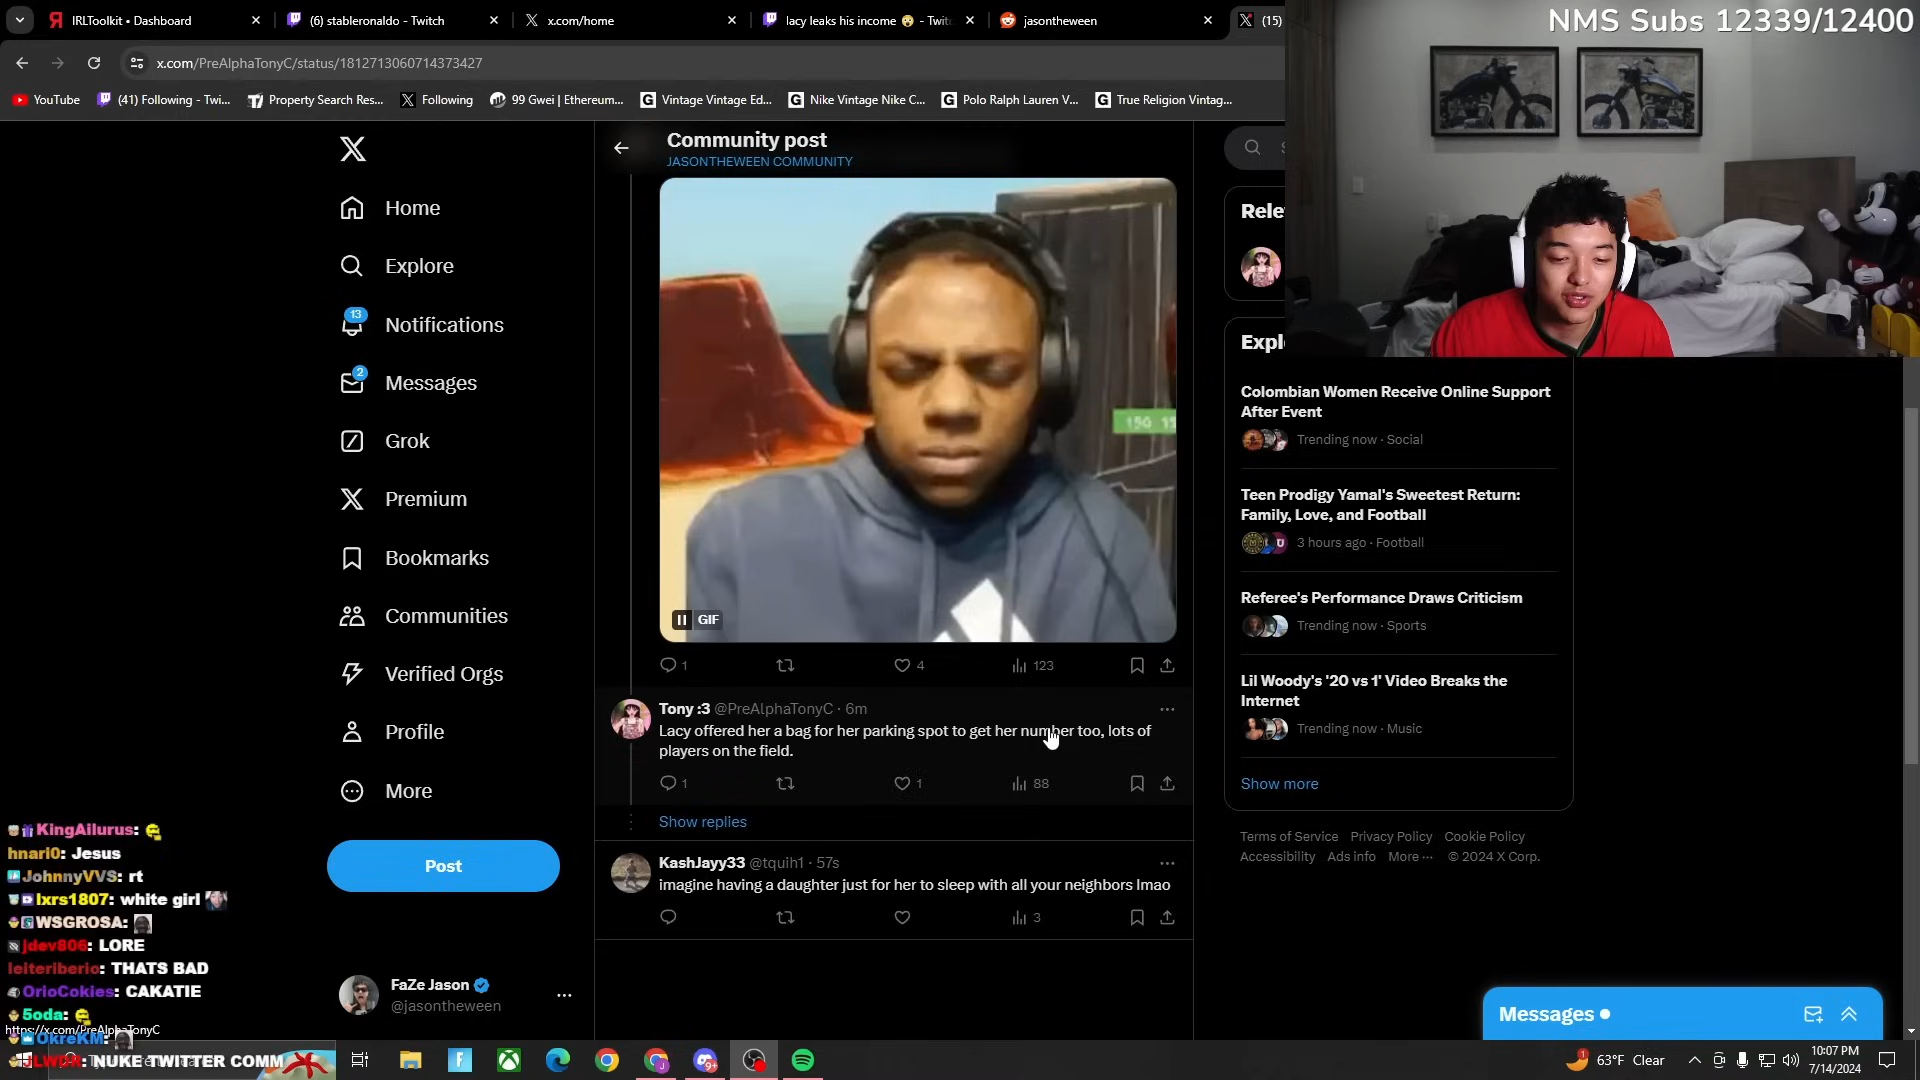 IRLToolkit • Dashboard
(6) stableronaldo - Twitch
x.com/home
lacy leaks his income 😮 - Twit
jasontheween
(15)
NMS Subs 12339/12400
x.com/PreAlphaTonyC/status/1812713060714373427
YouTube
(41) Following - Twi...
Property Search Res...
Following
99 Gwei | Ethereum...
Vintage Vintage Ed...
Nike Vintage Nike C...
Polo Ralph Lauren V...
True Religion Vintag...
Community post
JASONTHEWEEN COMMUNITY
Home
Explore
13
Notifications
2
Messages
Grok
Premium
Bookmarks
Communities
Verified Orgs
Profile
More
Post
FaZe Jason
@jasontheween
GIF
1
4
123
Tony :3 @PreAlphaTonyC · 6m
Lacy offered her a bag for her parking spot to get her number too, lots of
players on the field.
1
1
88
Show replies
KashJayy33 @tquih1 · 57s
imagine having a daughter just for her to sleep with all your neighbors lmao
3
Rele
Expl
Colombian Women Receive Online Support
After Event
Trending now · Social
Teen Prodigy Yamal's Sweetest Return:
Family, Love, and Football
3 hours ago · Football
Referee's Performance Draws Criticism
Trending now · Sports
Lil Woody's '20 vs 1' Video Breaks the
Internet
Trending now · Music
Show more
Terms of Service Privacy Policy Cookie Policy
Accessibility Ads info More ··· © 2024 X Corp.
Messages
KingAilurus:
hnari0: Jesus
JohnnyVVS: rt
lxrs1807: white girl
WSGROSA:
jdev806: LORE
leiteriberio: THATS BAD
OrioCokies: CAKATIE
5oda:
https://x.com/PreAlphaTonyC
OkreKM:
NUKE TWITTER COMM
9+
1
63°F Clear
10:07 PM
7/14/2024